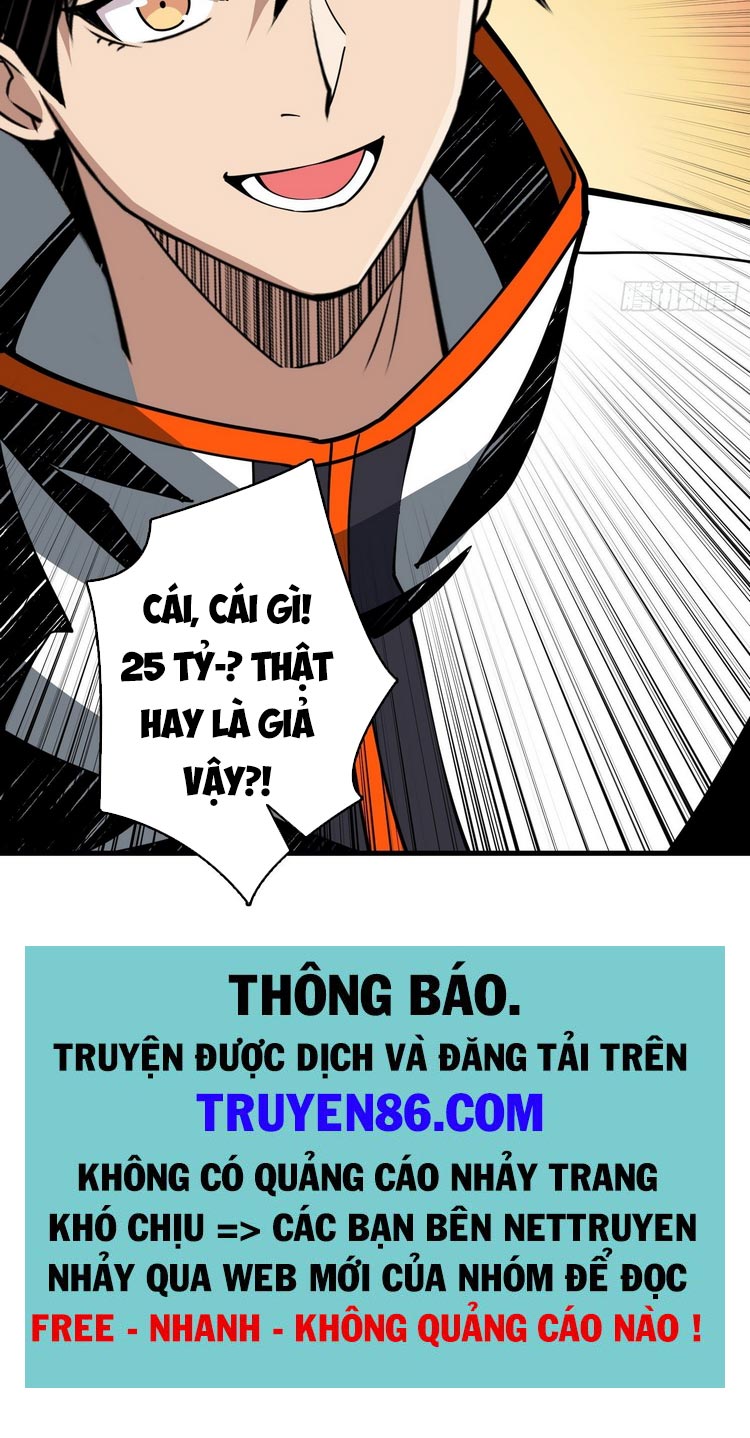 CÁI, CÁI GÌ!
25 TỶ-? THẬT
HAY LÀ GIẢ
VẬY?!
THÔNG BÁO.
TRUYỆN ĐƯỢC DỊCH VÀ ĐĂNG TẢI TRÊN
TRUYEN86.COM
KHÔNG CÓ QUẢNG CÁO NHẢY TRANG
KHÓ CHỊU => CÁC BẠN BÊN NETTRUYEN
NHẢY QUA WEB MỚI CỦA NHÓM ĐỂ ĐỌC
FREE - NHANH - KHÔNG QUẢNG CÁO NÀO !